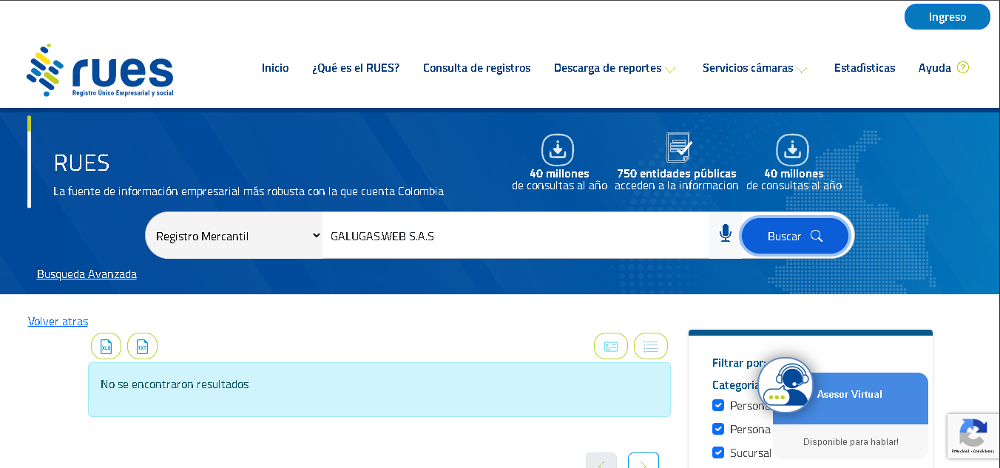 Ingreso
rues
Registro Único Empresarial y social
Inicio ¿Qué es el RUES? Consulta de registros Descarga de reportes Servicios cámaras Estadísticas Ayuda ?
RUES
La fuente de información empresarial más robusta con la que cuenta Colombia
40 millones
de consultas al año
750 entidades públicas
acceden a la informacion
40 millones
de consultas al año
Registro Mercantil GALUGAS.WEB S.A.S Buscar
Busqueda Avanzada
Volver atras
XLS TXT
No se encontraron resultados
Filtrar por:
Categoria
Persona
Persona
Sucursal
Asesor Virtual
Disponible para hablar!
Privacidad - Condiciones